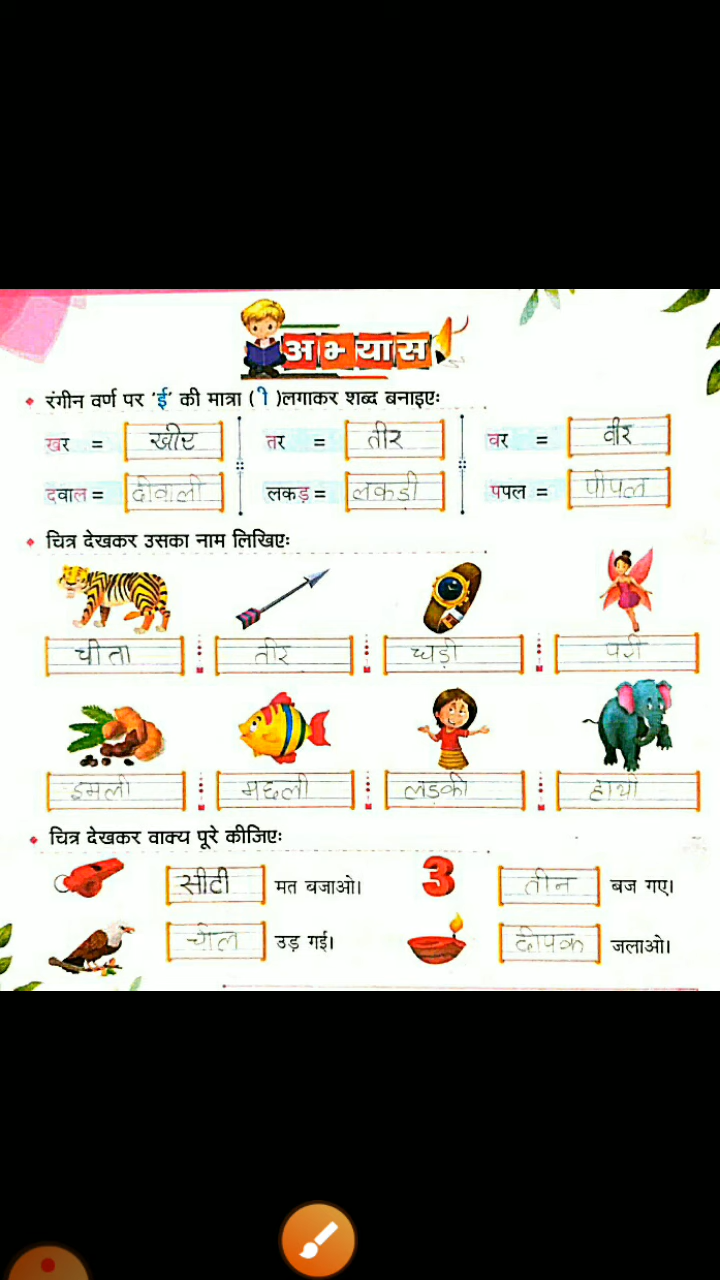 अभ्यास
रंगीन वर्ण पर 'ई' की मात्रा ( ी )लगाकर शब्द बनाइएः
खर = खीर तर = तीर वर = वीर
दवाल = दीवाली लकड़ = लकड़ी पपल = पीपल
चित्र देखकर उसका नाम लिखिएः
चीता तीर घड़ी परी
इमली मछली लड़की हाथी
चित्र देखकर वाक्य पूरे कीजिएः
सीटी मत बजाओ। 3 तीन बज गए।
चील उड़ गई। दीपक जलाओ।